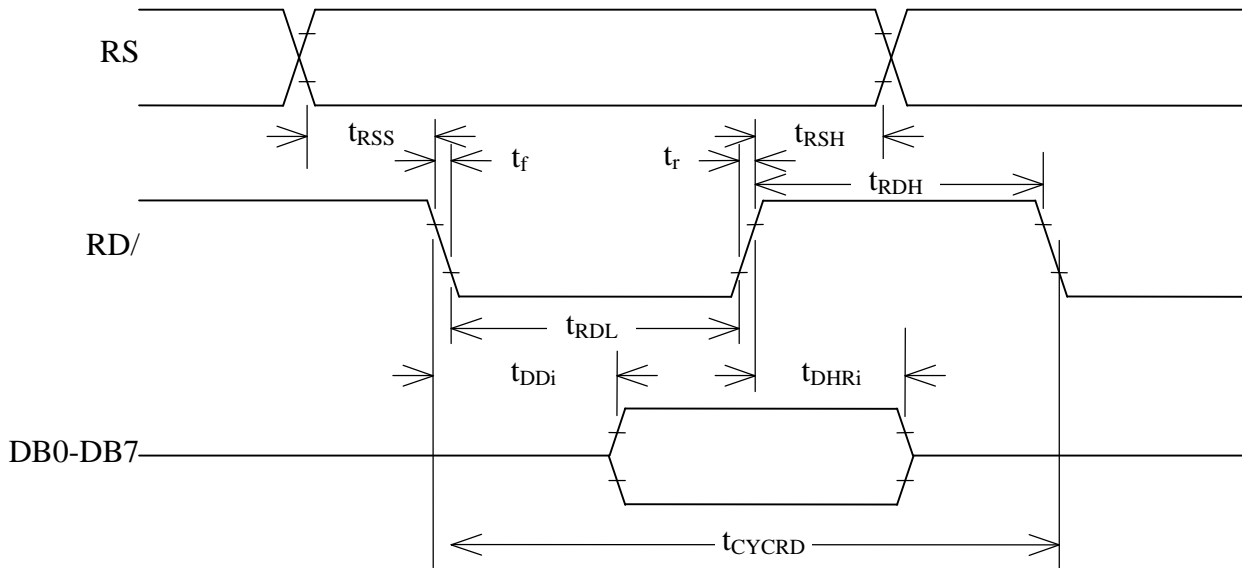 RS
tRSS
tRSH
tf
tr
tRDH
RD/
tRDL
tDDi
tDHRi
DB0-DB7
tCYCRD